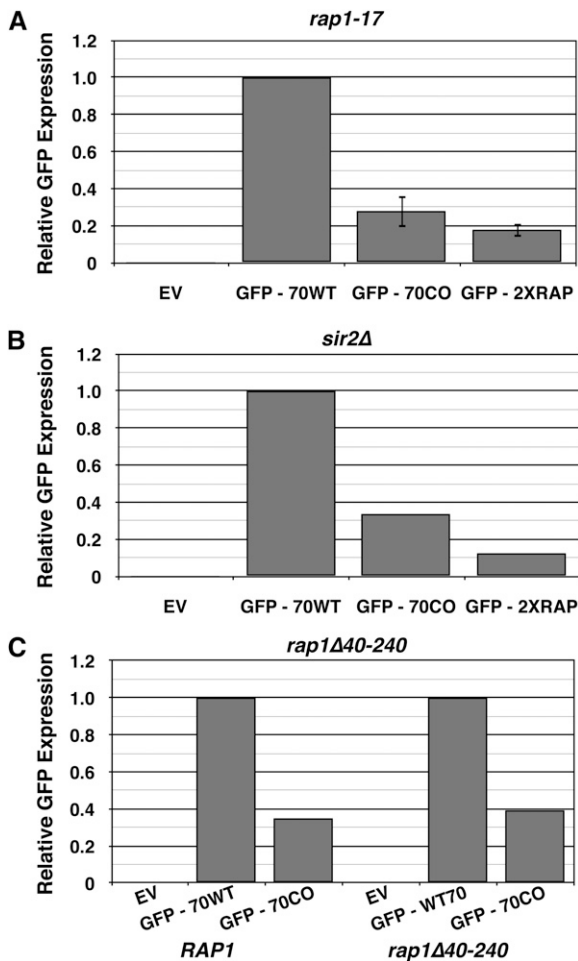 A
rap1-17
Relative GFP Expression
1.2
1.0
0.8
0.6
0.4
0.2
0
EV GFP - 70WT GFP - 70CO GFP - 2XRAP
B
sir2Δ
Relative GFP Expression
1.2
1.0
0.8
0.6
0.4
0.2
0
EV GFP - 70WT GFP - 70CO GFP - 2XRAP
C
rap1Δ40-240
Relative GFP Expression
1.2
1.0
0.8
0.6
0.4
0.2
0
EV GFP - 70WT GFP - 70CO EV GFP - WT70 GFP - 70CO
RAP1 rap1Δ40-240